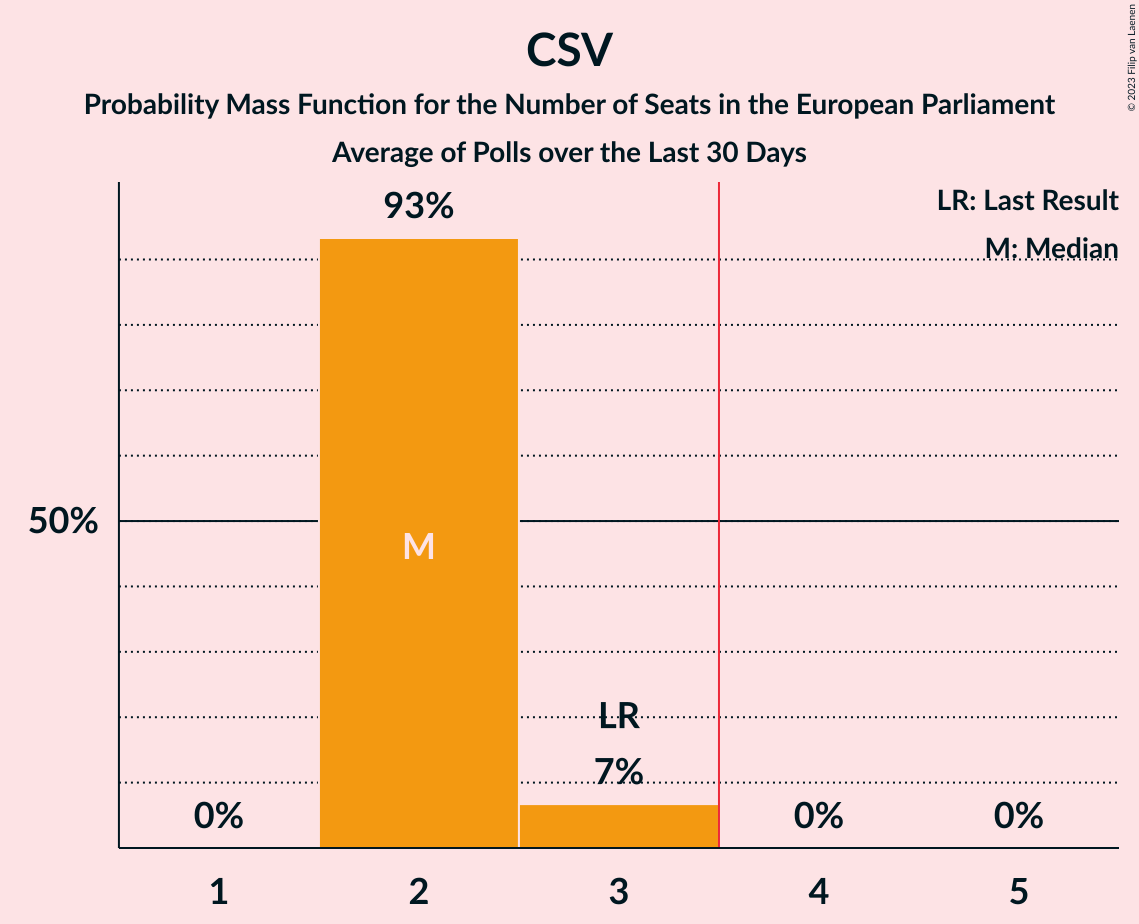 CSV
Probability Mass Function for the Number of Seats in the European Parliament
Average of Polls over the Last 30 Days
© 2023 Filip van Laenen
LR: Last Result
M: Median
93%
50%
M
LR
7%
0%
0%
0%
1
2
3
4
5